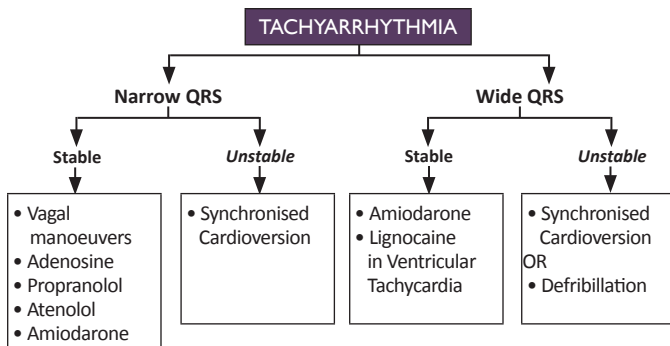 TACHYARRHYTHMIA
Narrow QRS
Wide QRS
Stable
Unstable
Stable
Unstable
• Vagal
manoeuvers
• Adenosine
• Propranolol
• Atenolol
• Amiodarone
• Synchronised
Cardioversion
• Amiodarone
• Lignocaine
in Ventricular
Tachycardia
• Synchronised
Cardioversion
OR
• Defribillation